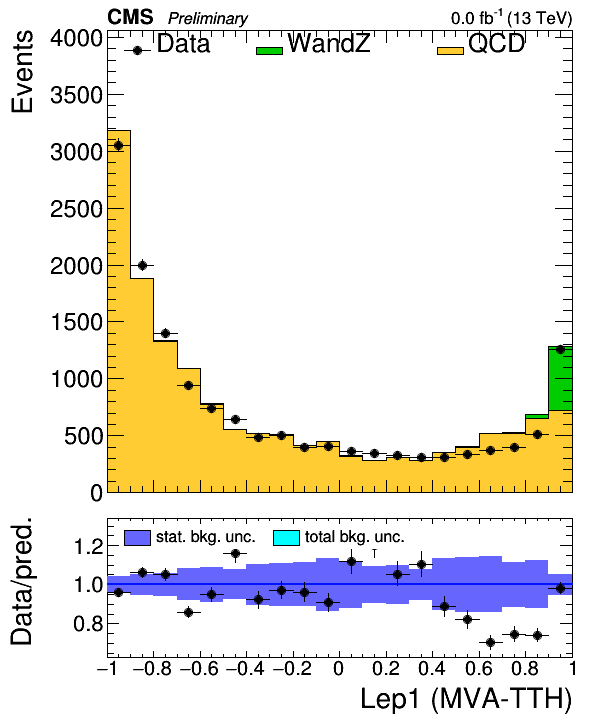 CMS Preliminary 0.0 fb⁻¹ (13 TeV)
Events
Data WandZ QCD
4000
3500
3000
2500
2000
1500
1000
500
0
Data/pred.
stat. bkg. unc. total bkg. unc.
1.2
1.0
0.8
−1 −0.8 −0.6 −0.4 −0.2 0 0.2 0.4 0.6 0.8 1
Lep1 (MVA-TTH)